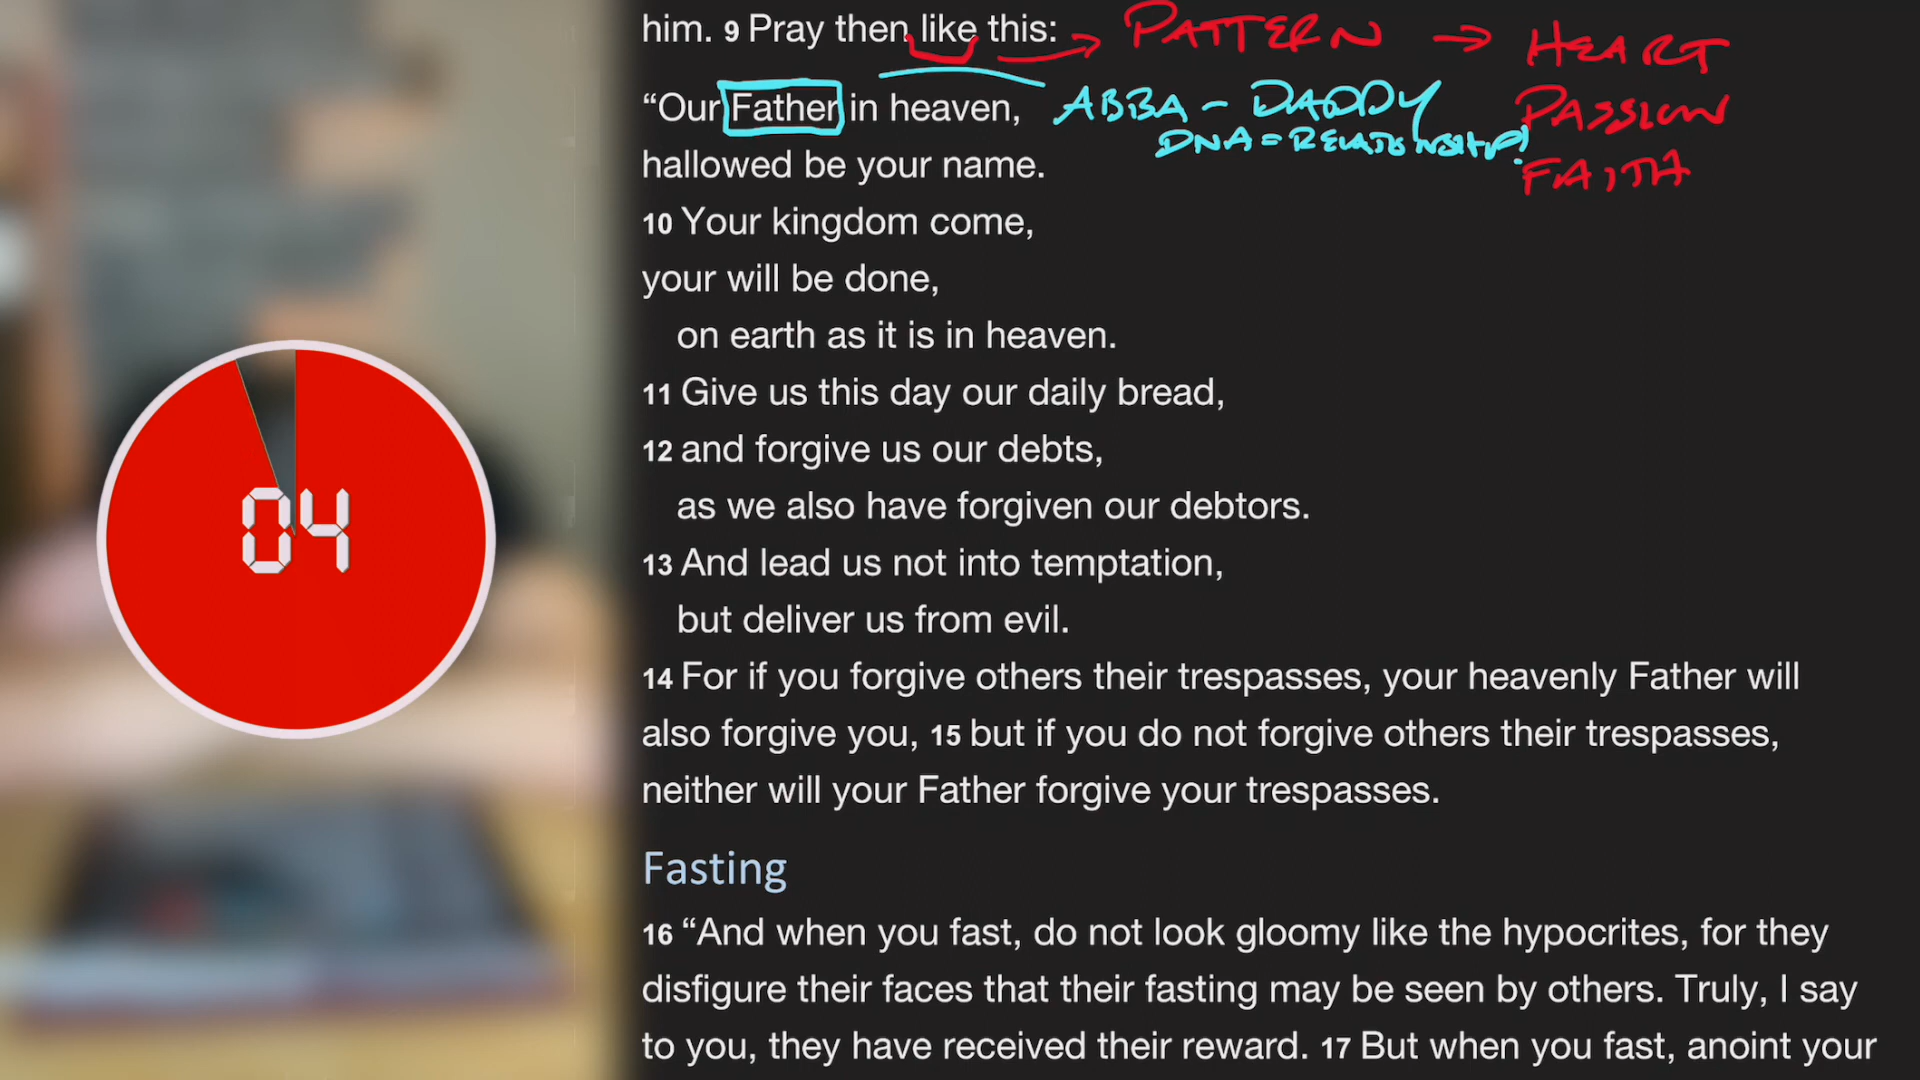 him. 9 Pray then like this: → PATTERN → HEART
“Our Father in heaven, ABBA - DADDY PASSION
DNA = RELATIONSHIP!
hallowed be your name. FAITH
10 Your kingdom come,
your will be done,
on earth as it is in heaven.
11 Give us this day our daily bread,
12 and forgive us our debts,
as we also have forgiven our debtors.
13 And lead us not into temptation,
but deliver us from evil.
14 For if you forgive others their trespasses, your heavenly Father will
also forgive you, 15 but if you do not forgive others their trespasses,
neither will your Father forgive your trespasses.
Fasting
16 “And when you fast, do not look gloomy like the hypocrites, for they
disfigure their faces that their fasting may be seen by others. Truly, I say
to you, they have received their reward. 17 But when you fast, anoint your
04